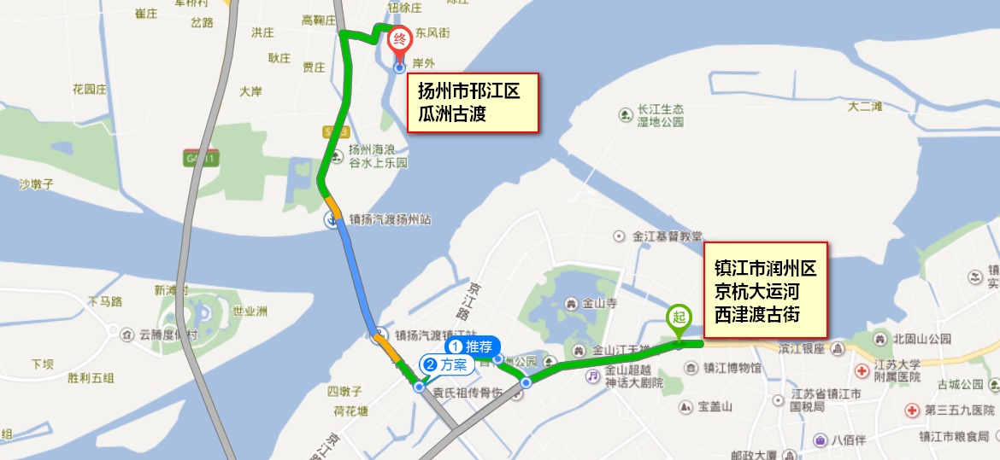 崔庄
军桥村
岔路
高鞠庄
钮徐庄
洪庄
东风街
终
耿庄
贾庄
岸外
花园庄
大岸
扬州市邗江区
瓜洲古渡
长江生态
湿地公园
大二滩
扬州海浪
谷水上乐园
沙墩子
镇扬汽渡扬州站
金江基督教堂
镇江市润州区
京杭大运河
西津渡古街
新滩村
下马路
世业洲
京江路
金山寺
起
云腾度假村
镇扬汽渡镇江站
1 推荐
2 方案
洲公园
金山江天禅
滨江银座
北固山公园
下坝
胜利五组
金山超越
神话大剧院
镇江博物馆
江苏大学
附属医院
古城公园
四墩子
袁氏祖传骨伤
荷花塘
宝盖山
江苏省镇江市
国税局
第三五九医院
组
京江路
八佰伴
镇江市粮食局
邮政大厦